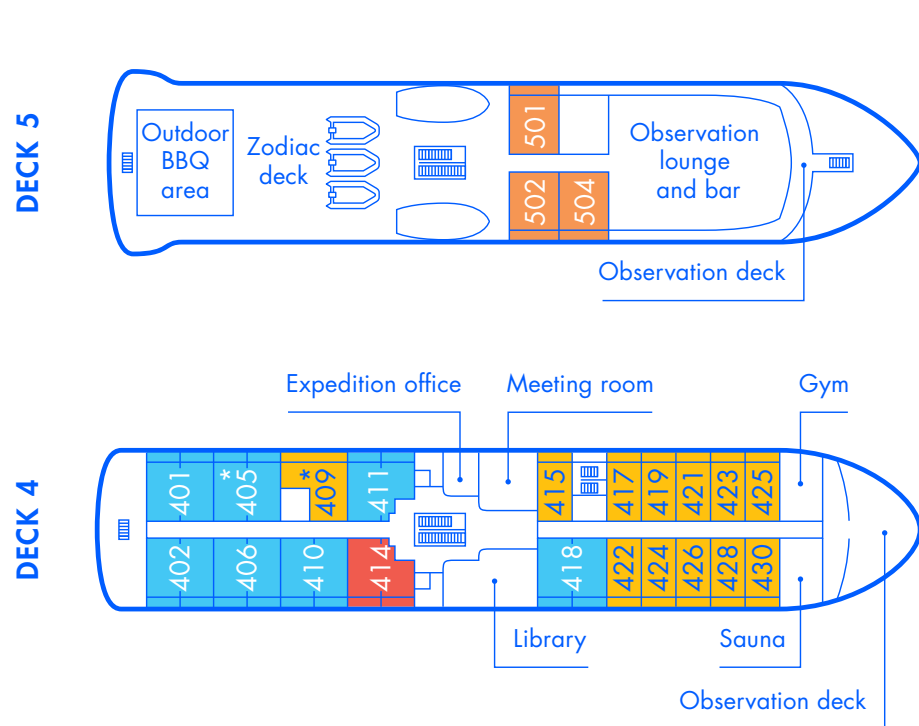 DECK 5
Outdoor
BBQ
area
Zodiac
deck
501
502
504
Observation
lounge
and bar
Observation deck
DECK 4
Expedition office
Meeting room
Gym
401
*405
*409
411
415
417
419
421
423
425
402
406
410
414
418
422
424
426
428
430
Library
Sauna
Observation deck